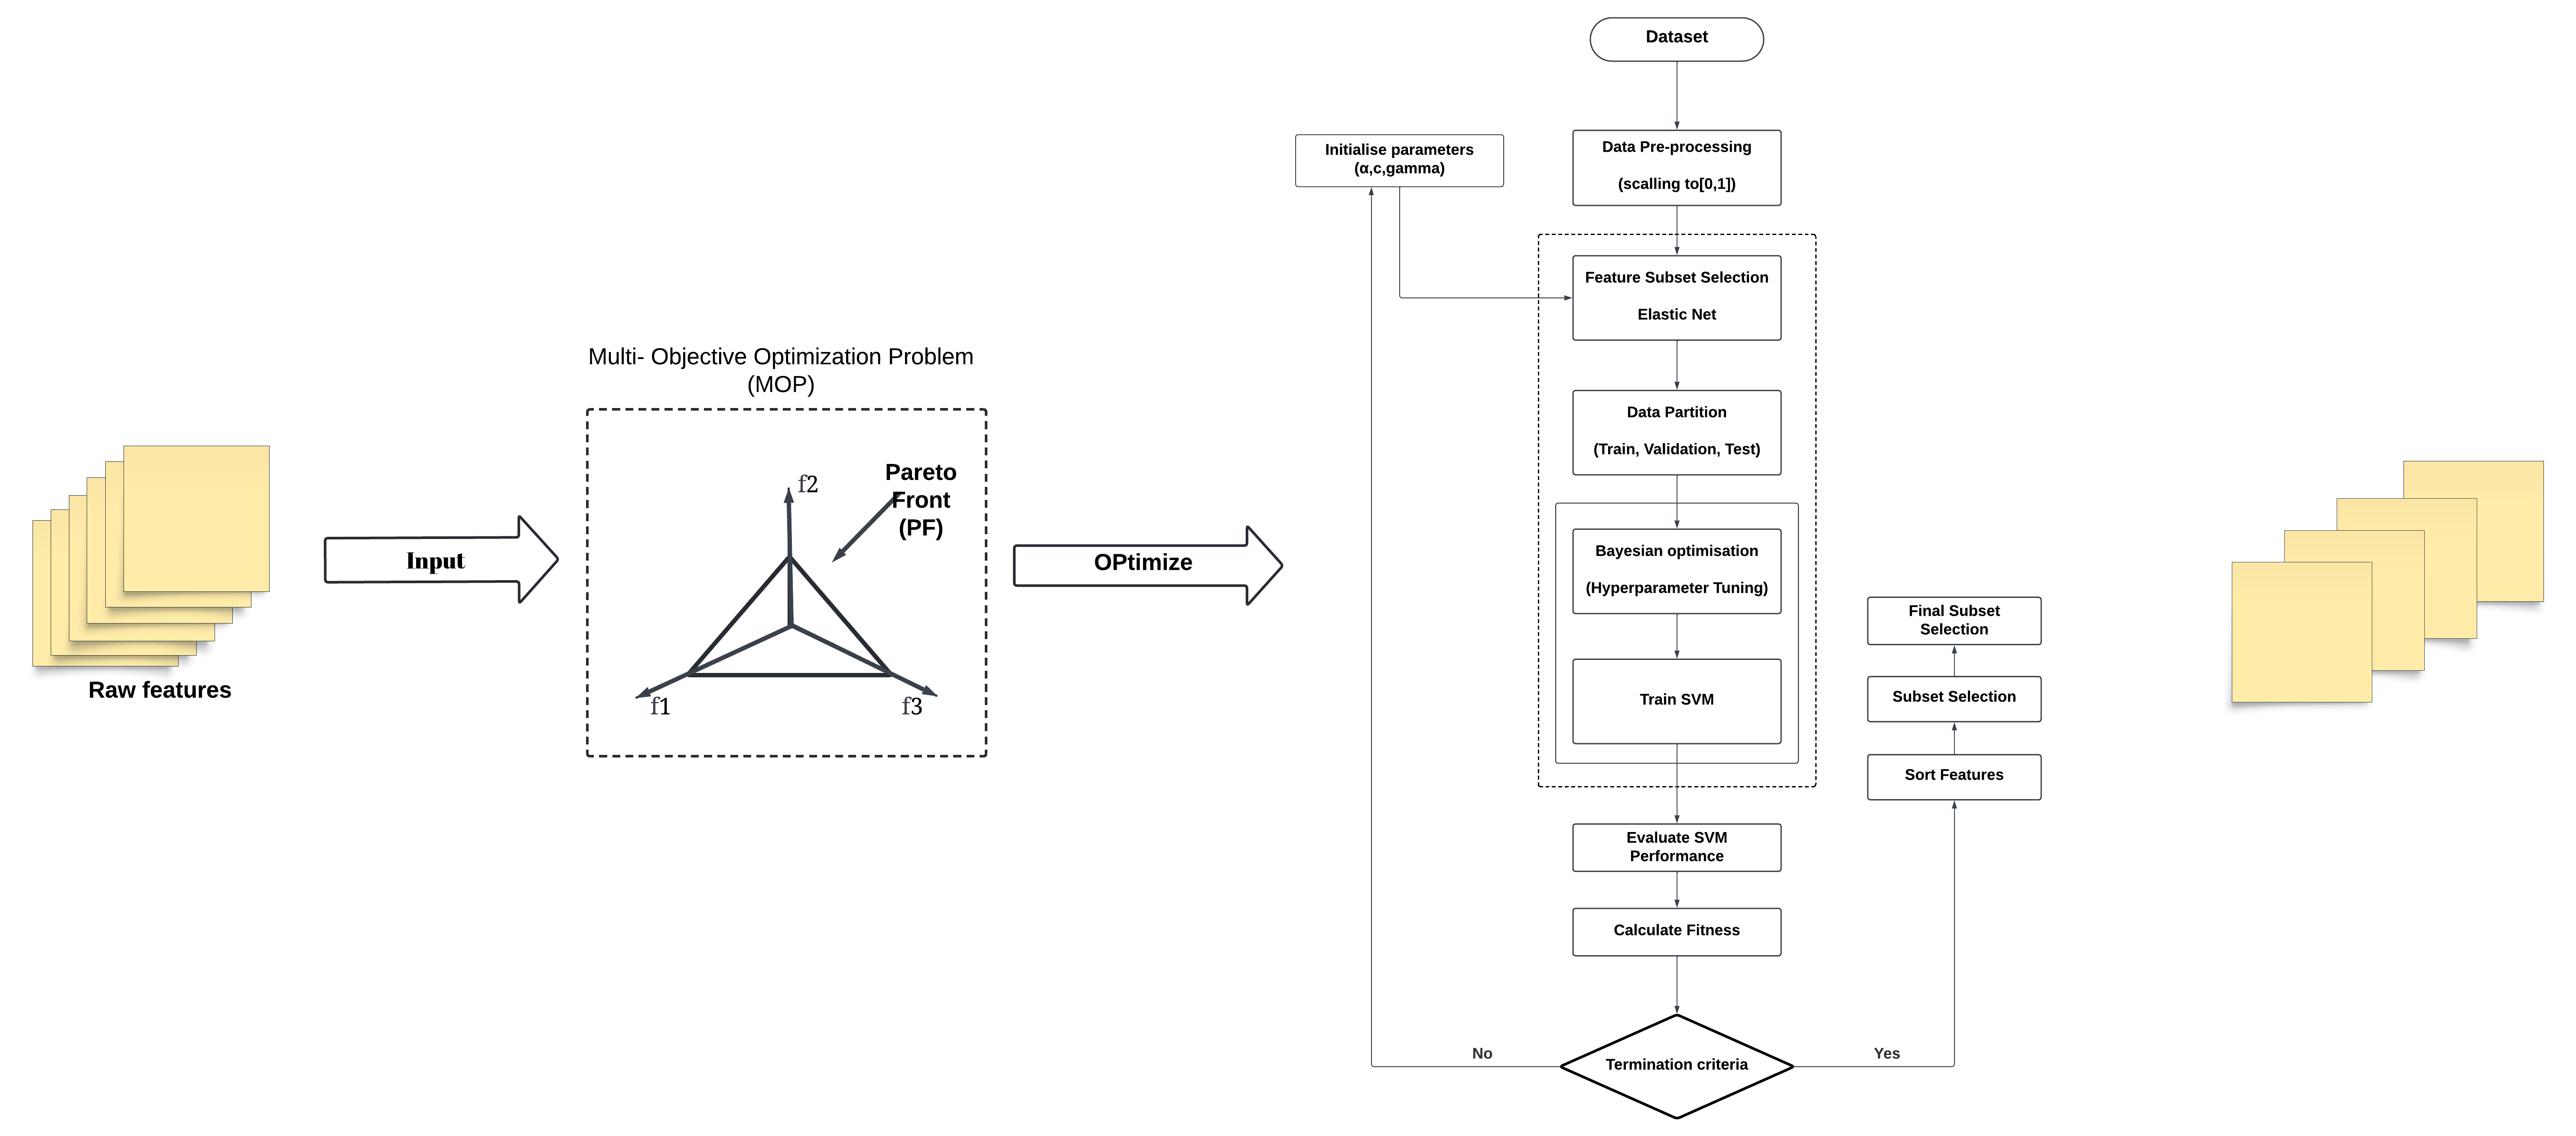 Raw features
Input
Multi- Objective Optimization Problem
(MOP)
Pareto
Front
(PF)
f2
f1
f3
OPtimize
Dataset
Initialise parameters
(α,c,gamma)
Data Pre-processing
(scalling to[0,1])
Feature Subset Selection
Elastic Net
Data Partition
(Train, Validation, Test)
Bayesian optimisation
(Hyperparameter Tuning)
Train SVM
Evaluate SVM
Performance
Calculate Fitness
Termination criteria
No
Yes
Final Subset
Selection
Subset Selection
Sort Features